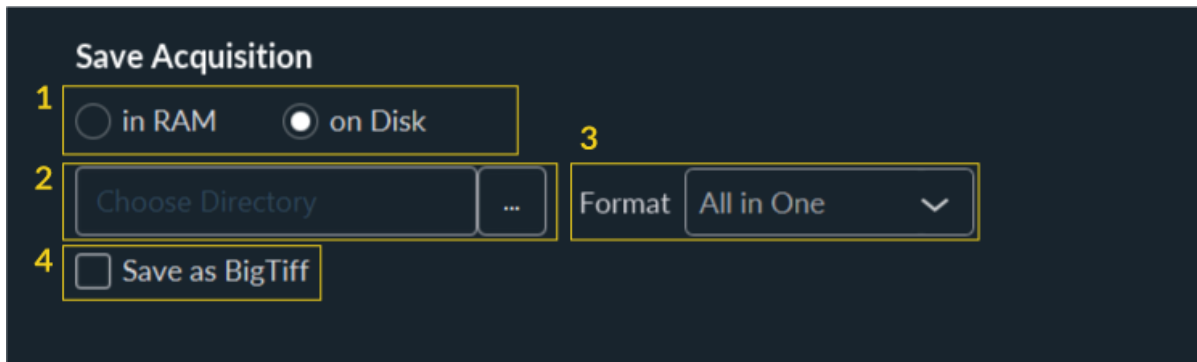 Save Acquisition
1
in RAM on Disk
3
2
Choose Directory ... Format All in One
4
Save as BigTiff